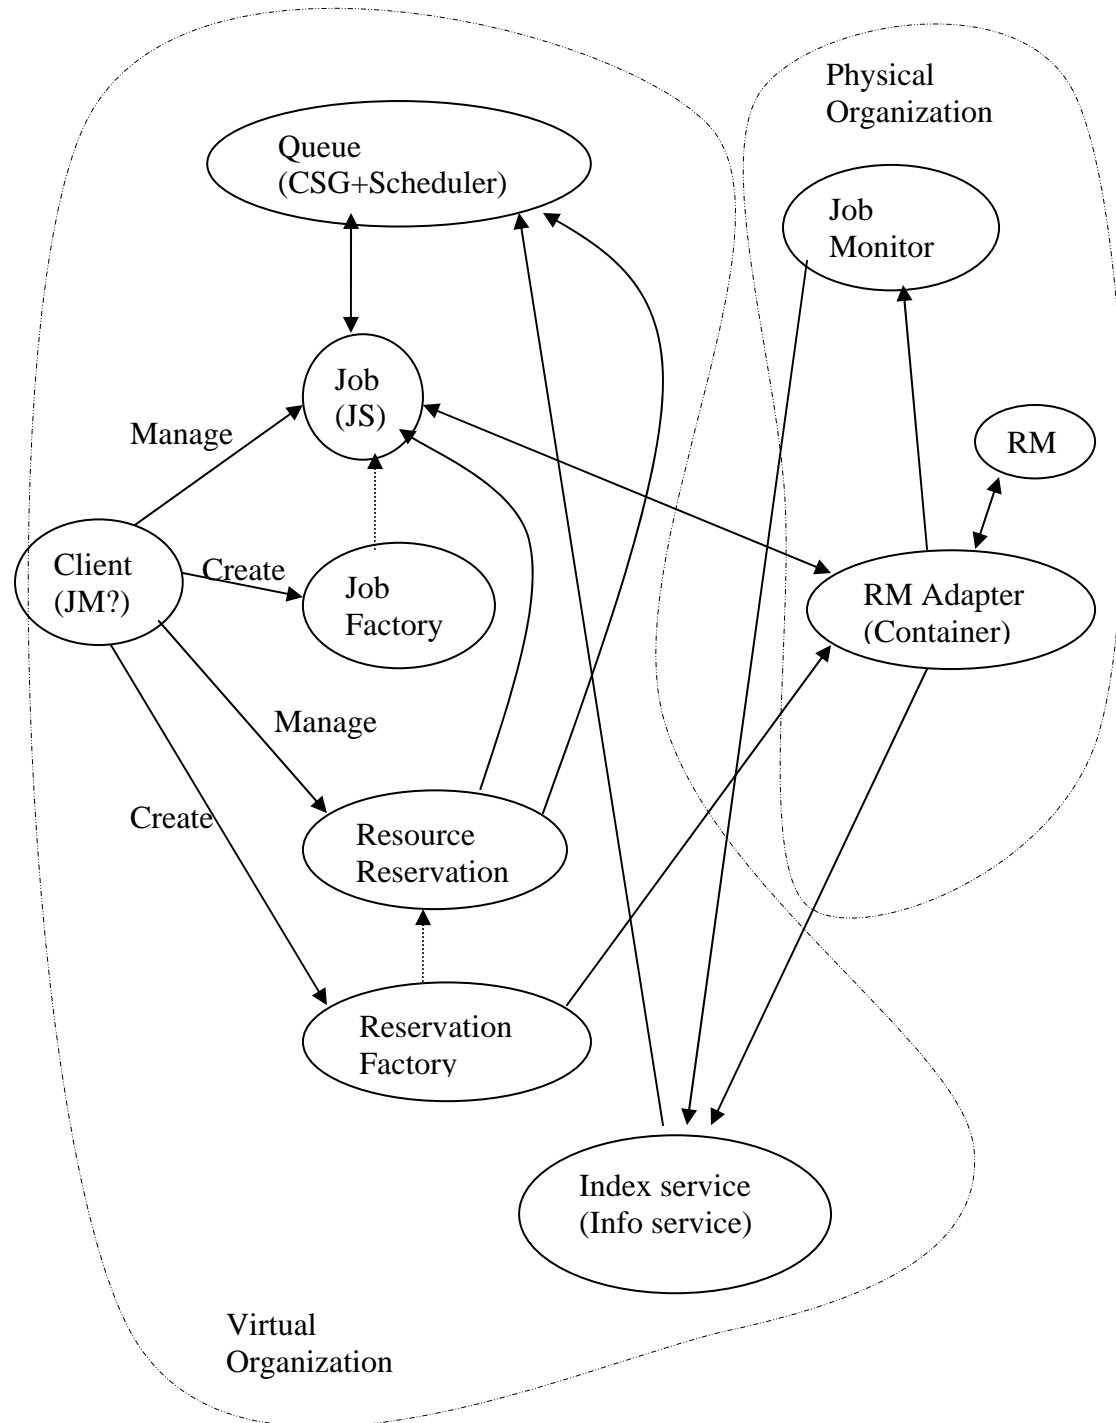 Physical
Organization
Queue
(CSG+Scheduler)
Job
Monitor
Job
(JS)
Manage
RM
Client
(JM?)
Create
Job
Factory
RM Adapter
(Container)
Manage
Create
Resource
Reservation
Reservation
Factory
Index service
(Info service)
Virtual
Organization